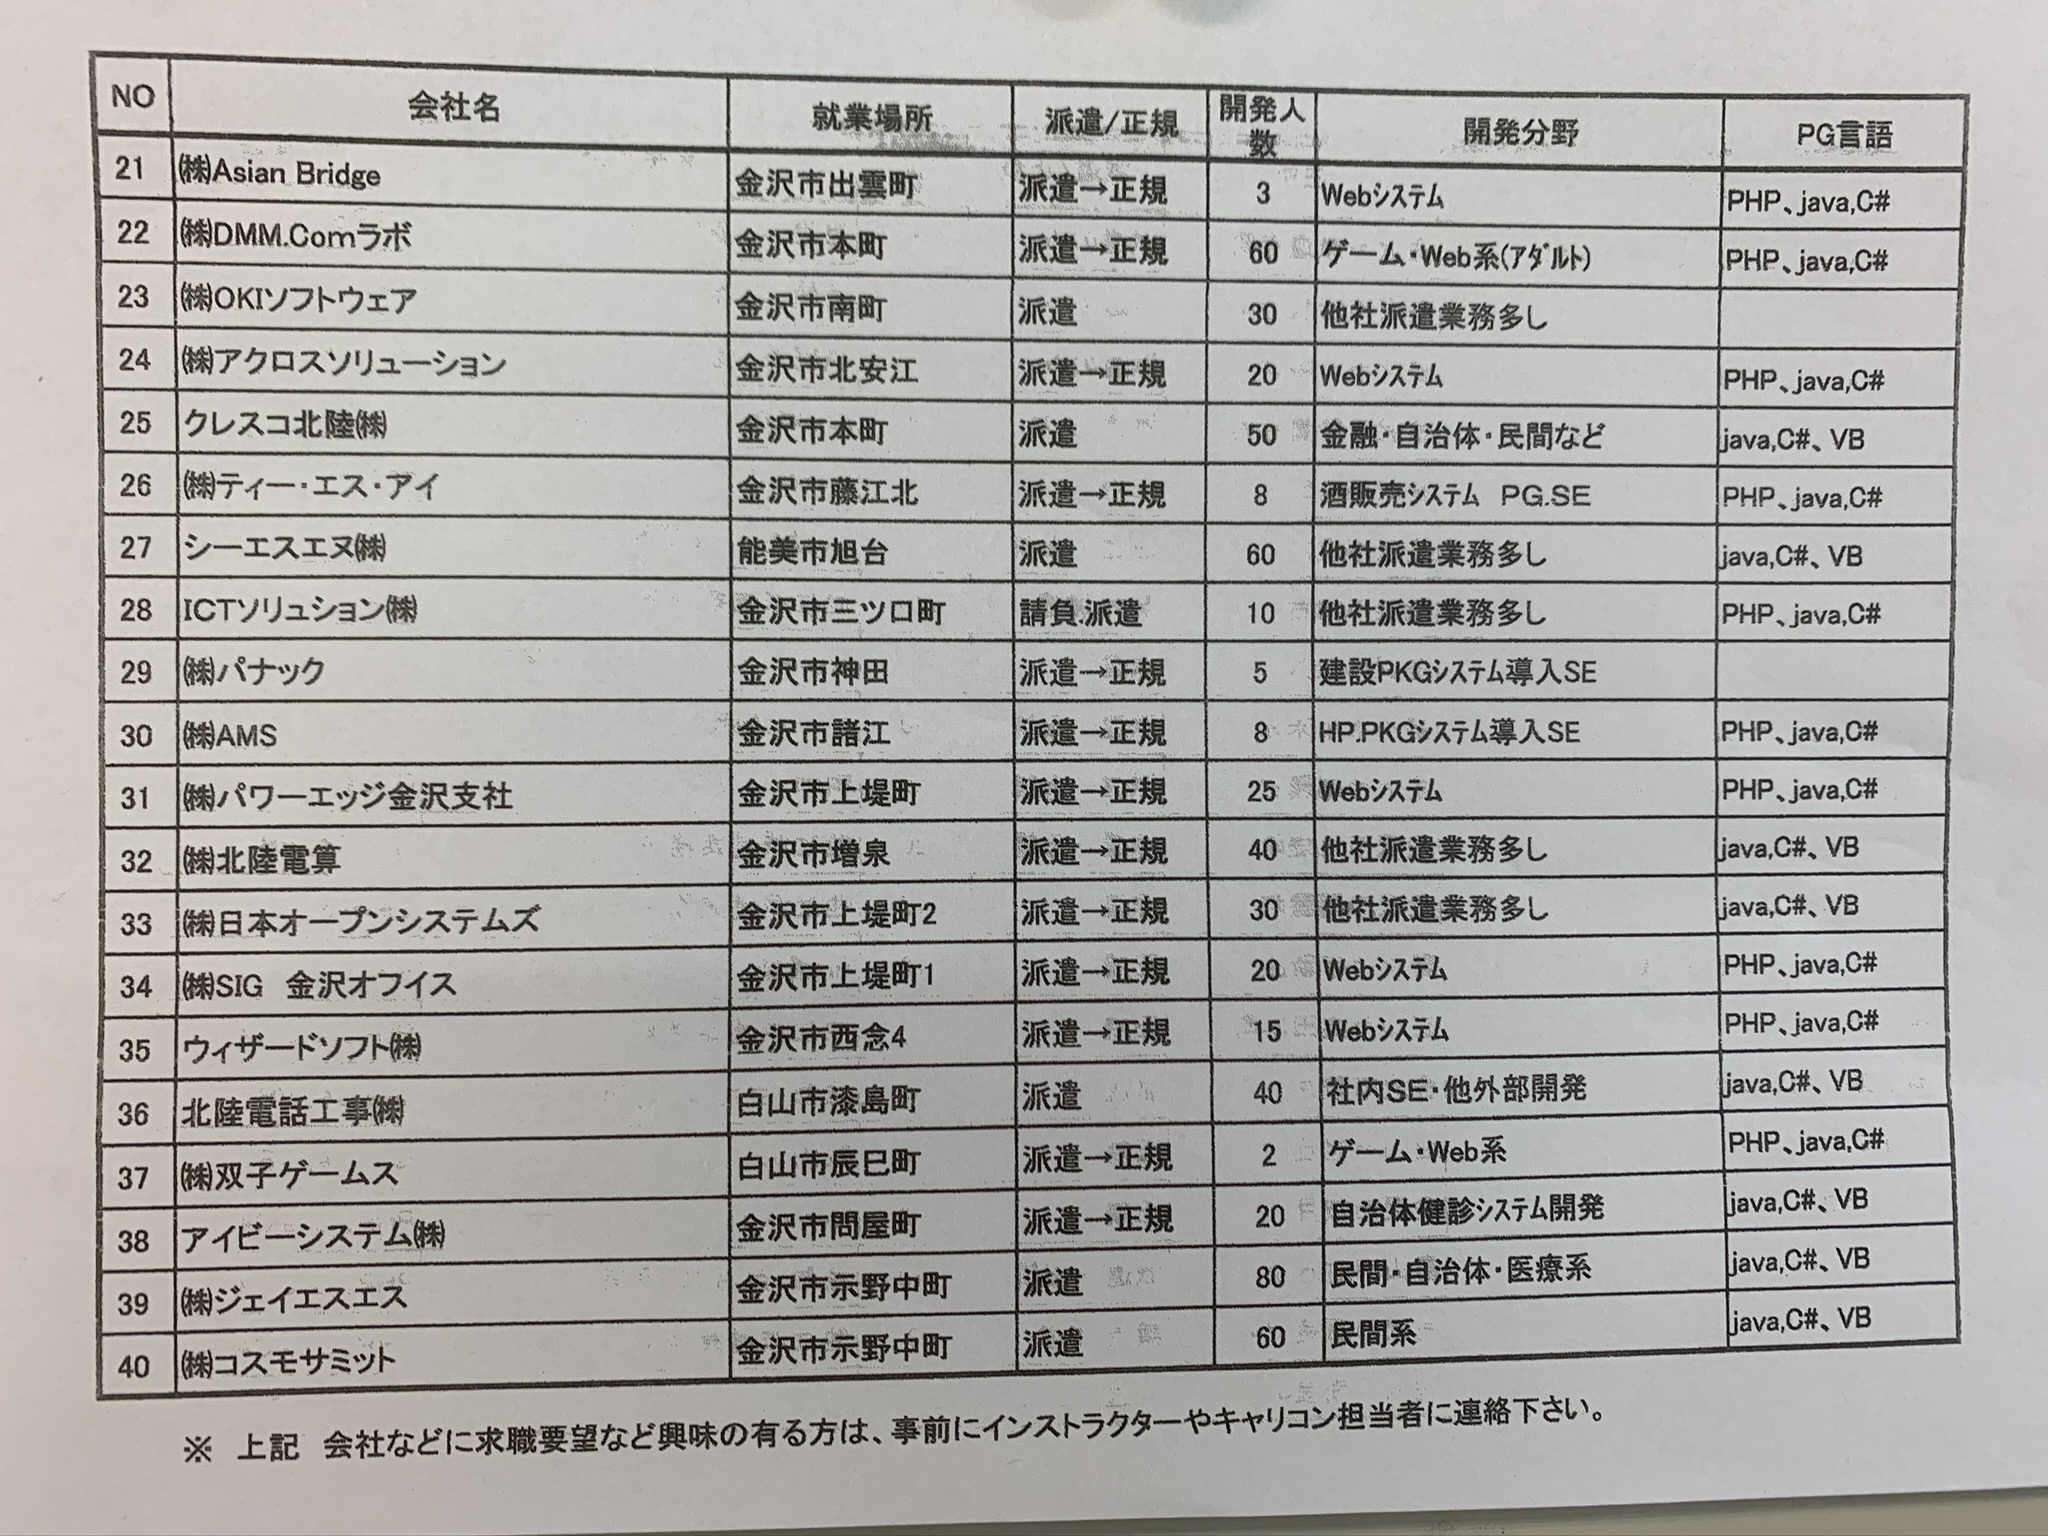 NO 会社名 就業場所 派遣/正規 開発人数 開発分野 PG言語
21 ㈱Asian Bridge 金沢市出雲町 派遣→正規 3 Webｼｽﾃﾑ PHP、java,C#
22 ㈱DMM.Comラボ 金沢市本町 派遣→正規 60 ゲーム・Web系(ｱﾀﾞﾙﾄ) PHP、java,C#
23 ㈱OKIソフトウェア 金沢市南町 派遣 30 他社派遣業務多し
24 ㈱アクロスソリューション 金沢市北安江 派遣→正規 20 Webｼｽﾃﾑ PHP、java,C#
25 クレスコ北陸㈱ 金沢市本町 派遣 50 金融・自治体・民間など java,C#、VB
26 ㈱ティー・エス・アイ 金沢市藤江北 派遣→正規 8 酒販売ｼｽﾃﾑ PG.SE PHP、java,C#
27 シーエスエヌ㈱ 能美市旭台 派遣 60 他社派遣業務多し java,C#、VB
28 ICTソリュション㈱ 金沢市三ツ口町 請負.派遣 10 他社派遣業務多し PHP、java,C#
29 ㈱パナック 金沢市神田 派遣→正規 5 建設PKGｼｽﾃﾑ導入SE
30 ㈱AMS 金沢市諸江 派遣→正規 8 HP.PKGｼｽﾃﾑ導入SE PHP、java,C#
31 ㈱パワーエッジ金沢支社 金沢市上堤町 派遣→正規 25 Webｼｽﾃﾑ PHP、java,C#
32 ㈱北陸電算 金沢市増泉 派遣→正規 40 他社派遣業務多し java,C#、VB
33 ㈱日本オープンシステムズ 金沢市上堤町2 派遣→正規 30 他社派遣業務多し java,C#、VB
34 ㈱SIG 金沢オフイス 金沢市上堤町1 派遣→正規 20 Webｼｽﾃﾑ PHP、java,C#
35 ウィザードソフト㈱ 金沢市西念4 派遣→正規 15 Webｼｽﾃﾑ PHP、java,C#
36 北陸電話工事㈱ 白山市漆島町 派遣 40 社内SE・他外部開発 java,C#、VB
37 ㈱双子ゲームス 白山市辰巳町 派遣→正規 2 ゲーム・Web系 PHP、java,C#
38 アイビーシステム㈱ 金沢市問屋町 派遣→正規 20 自治体健診ｼｽﾃﾑ開発 java,C#、VB
39 ㈱ジェイエスエス 金沢市示野中町 派遣 80 民間・自治体・医療系 java,C#、VB
40 ㈱コスモサミット 金沢市示野中町 派遣 60 民間系 java,C#、VB
※ 上記 会社などに求職要望など興味の有る方は、事前にインストラクターやキャリコン担当者に連絡下さい。